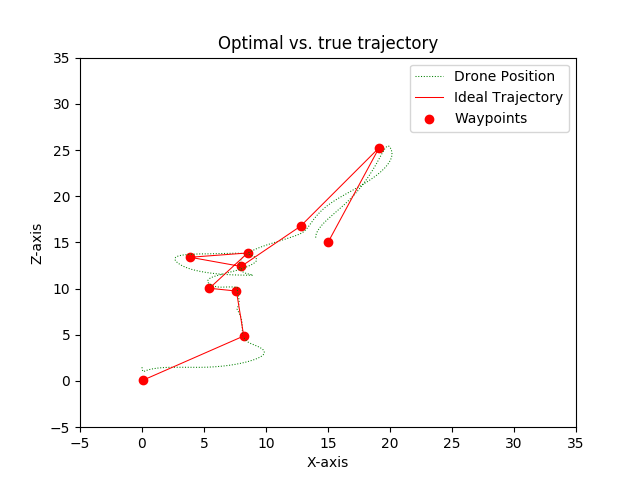 Optimal vs. true trajectory
35
30
25
20
15
10
5
0
−5
Z-axis
Drone Position
Ideal Trajectory
Waypoints
−5 0 5 10 15 20 25 30 35
X-axis